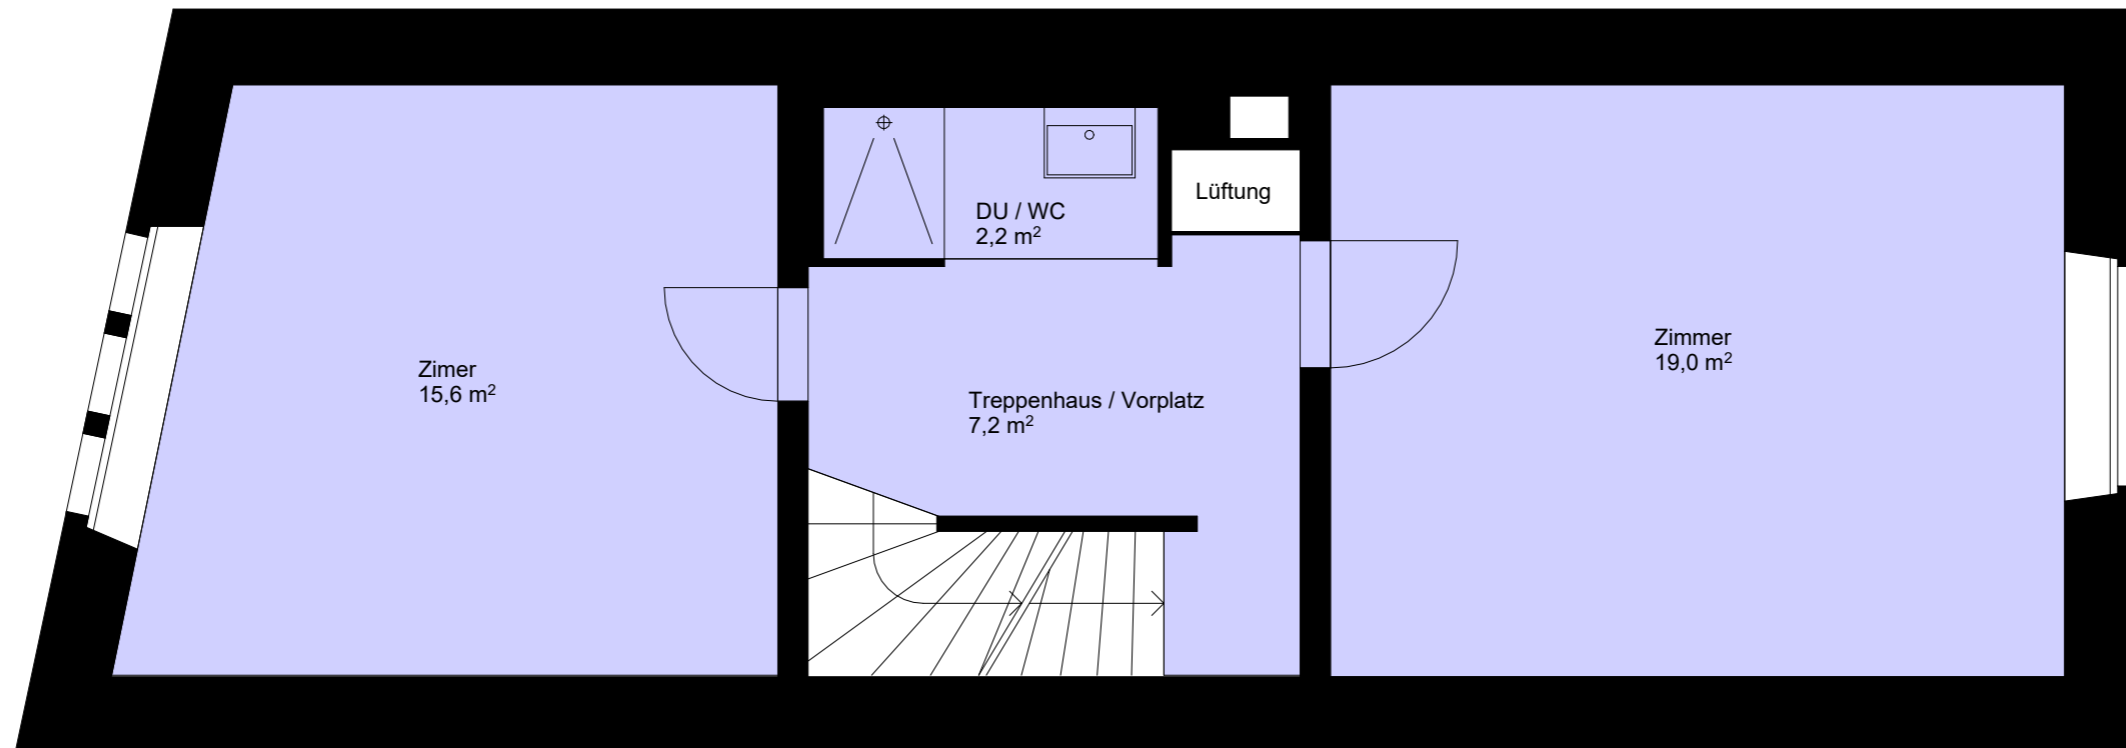 DU / WC
2,2 m²
Lüftung
Zimer
15,6 m²
Zimmer
19,0 m²
Treppenhaus / Vorplatz
7,2 m²